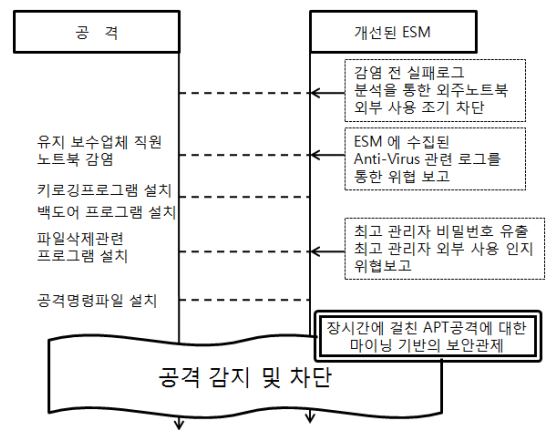 공 격
개선된 ESM
감염 전 실패로그
분석을 통한 외주노트북
외부 사용 조기 차단
유지 보수업체 직원
노트북 감염
ESM 에 수집된
Anti-Virus 관련 로그를
통한 위협 보고
키로깅프로그램 설치
백도어 프로그램 설치
파일삭제관련
프로그램 설치
최고 관리자 비밀번호 유출
최고 관리자 외부 사용 인지
위협보고
공격명령파일 설치
장시간에 걸친 APT공격에 대한
마이닝 기반의 보안관제
공격 감지 및 차단